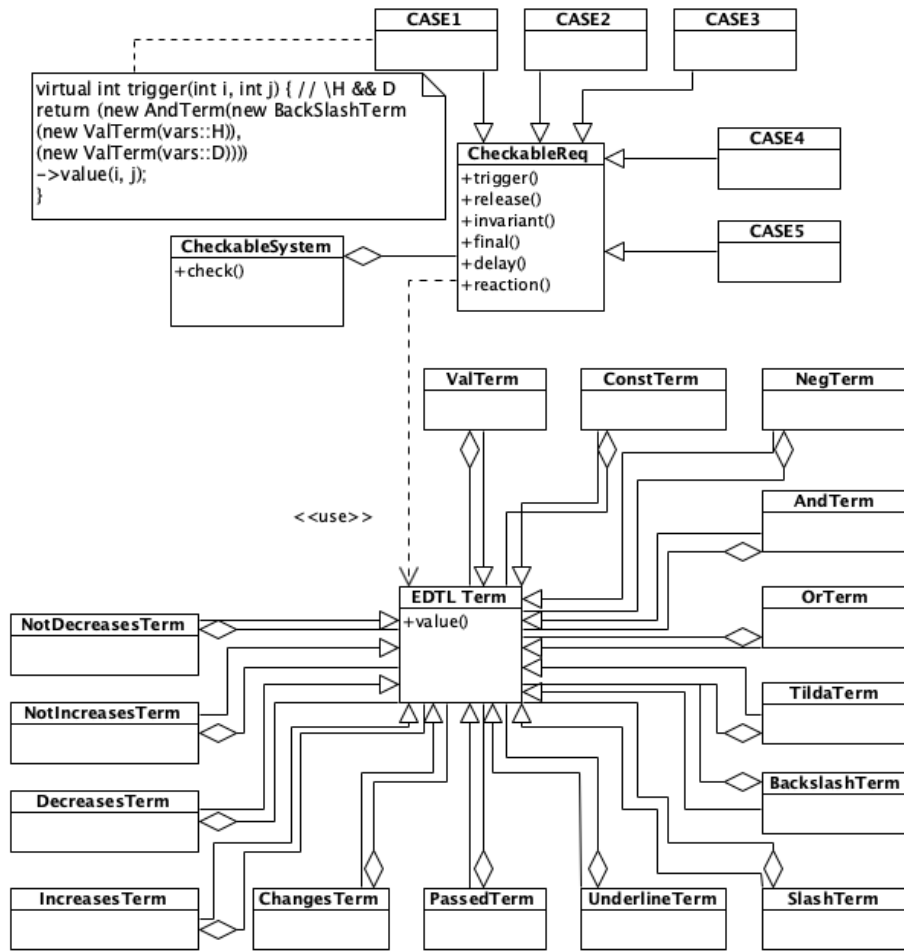 CASE1
CASE2
CASE3
virtual int trigger(int i, int j) { // \H && D
return (new AndTerm(new BackSlashTerm
(new ValTerm(vars::H)),
(new ValTerm(vars::D))))
->value(i, j);
}
CheckableReq
+trigger()
+release()
+invariant()
+final()
+delay()
+reaction()
CASE4
CASE5
CheckableSystem
+check()
ValTerm
ConstTerm
NegTerm
<<use>>
AndTerm
EDTL Term
+value()
OrTerm
NotDecreasesTerm
TildaTerm
NotIncreasesTerm
BackslashTerm
DecreasesTerm
IncreasesTerm
ChangesTerm
PassedTerm
UnderlineTerm
SlashTerm